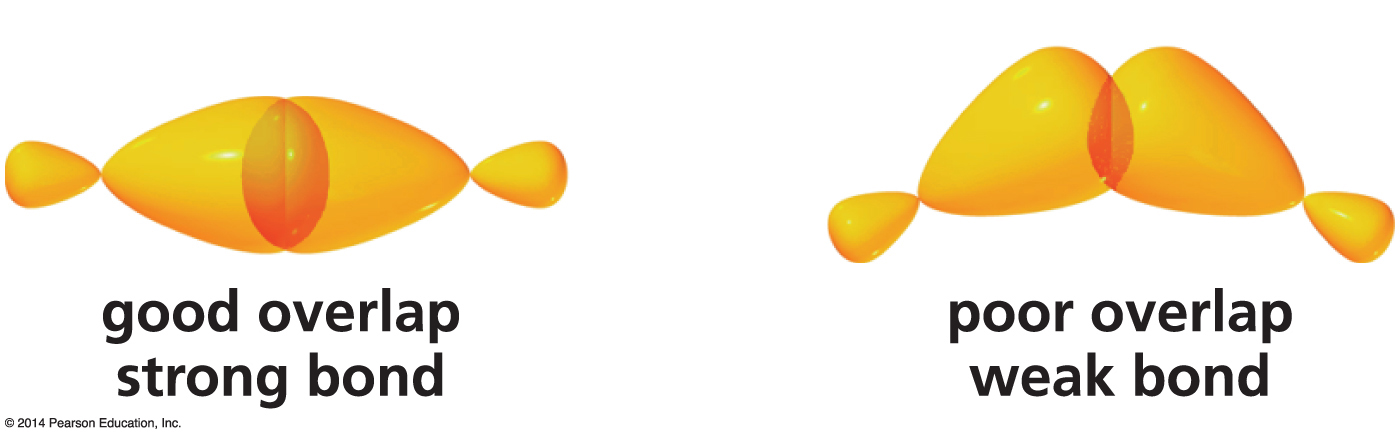 good overlap
strong bond
poor overlap
weak bond
© 2014 Pearson Education, Inc.